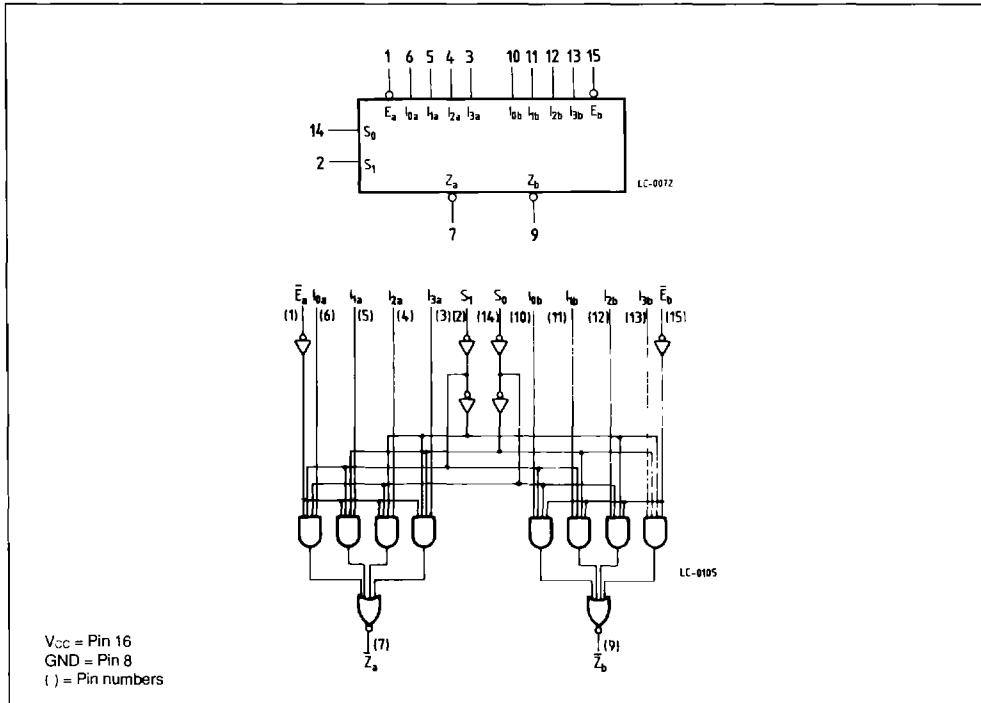 1 6 5 4 3 10 11 12 13 15
Ea I0a I1a I2a I3a I0b I1b I2b I3b Eb
14 S0
2 S1
Za Zb
LC-0072
7 9
E̅a I0a I1a I2a I3a S1 S0 I0b I1b I2b I3b E̅b
(1) (6) (5) (4) (3) (2) (14) (10) (11) (12) (13) (15)
LC-0105
(7) (9)
Z̅a Z̅b
VCC = Pin 16
GND = Pin 8
( ) = Pin numbers